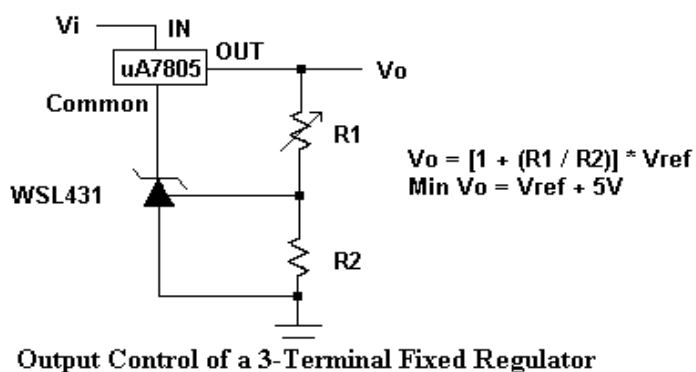 Vi
IN
OUT
uA7805
Vo
Common
R1
Vo = [1 + (R1 / R2)] * Vref
Min Vo = Vref + 5V
WSL431
R2
Output Control of a 3-Terminal Fixed Regulator